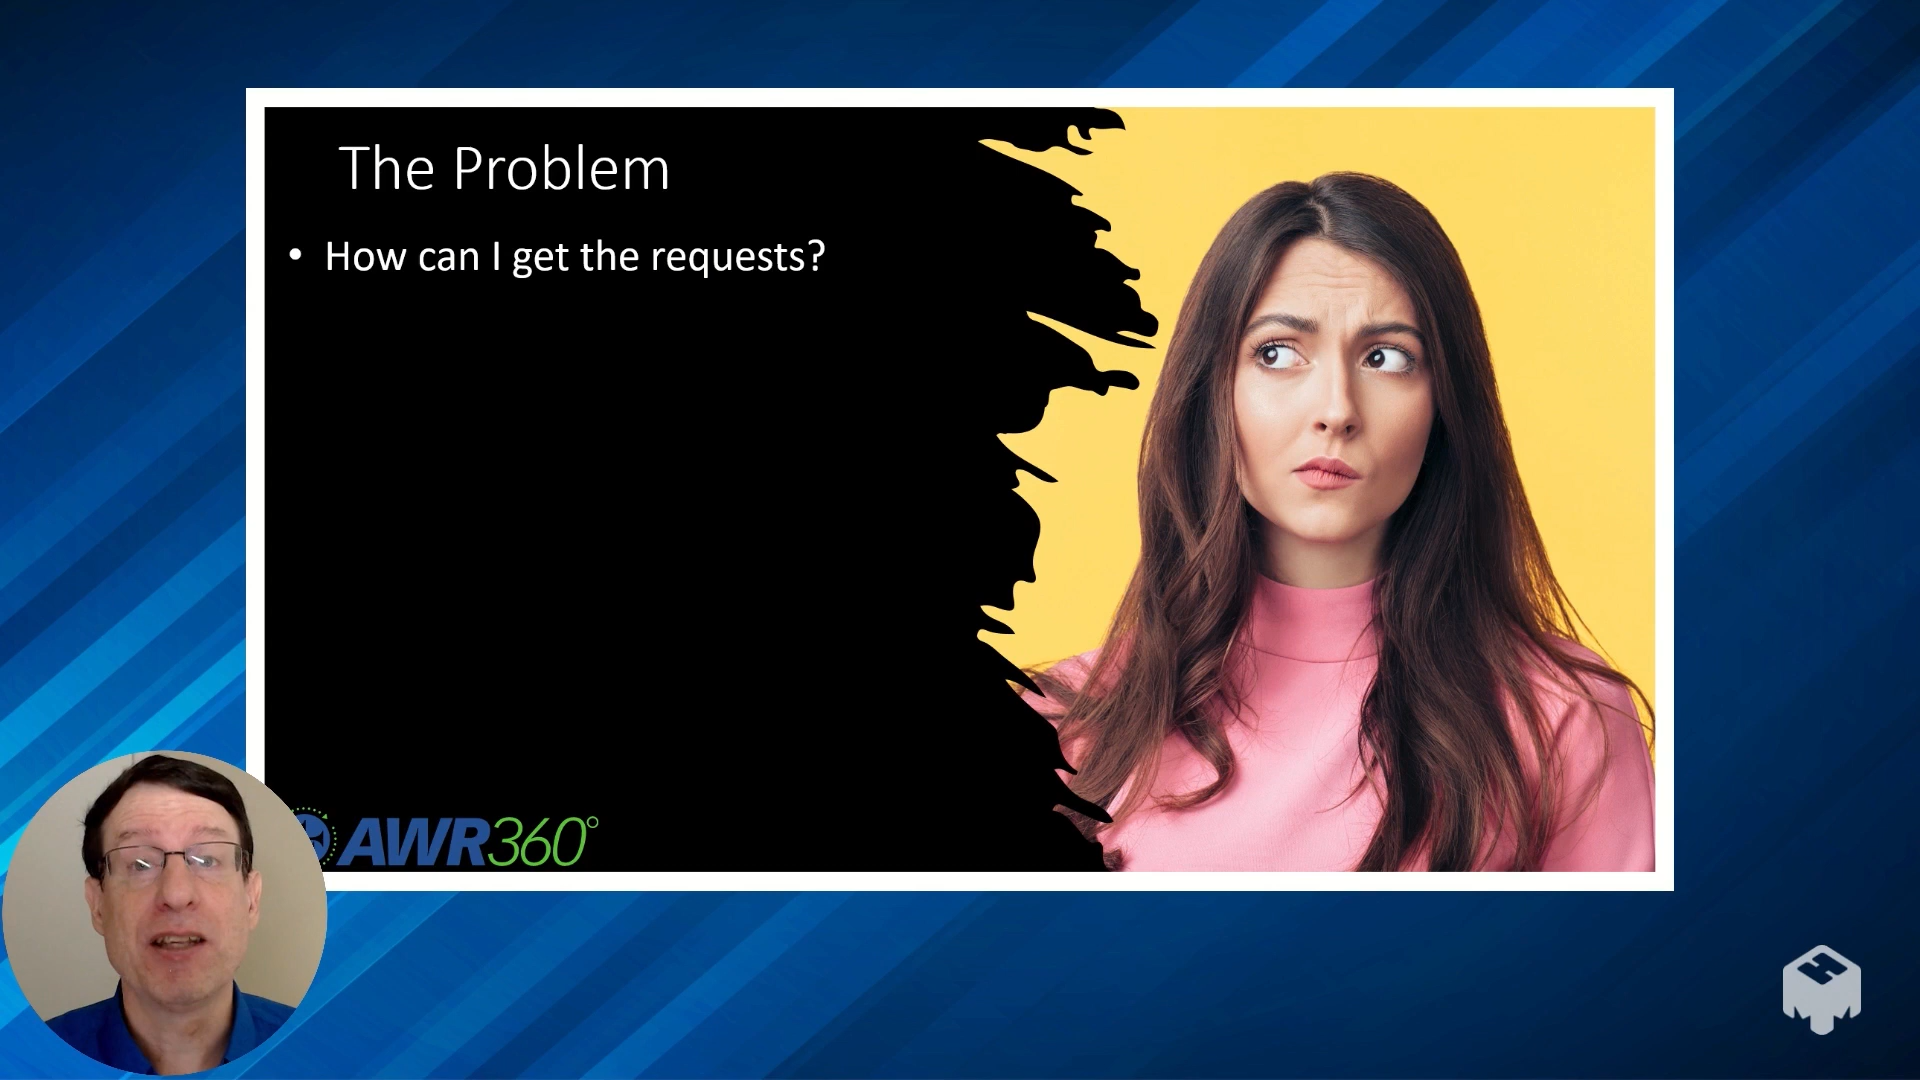 The Problem
• How can I get the requests?
AWR360°